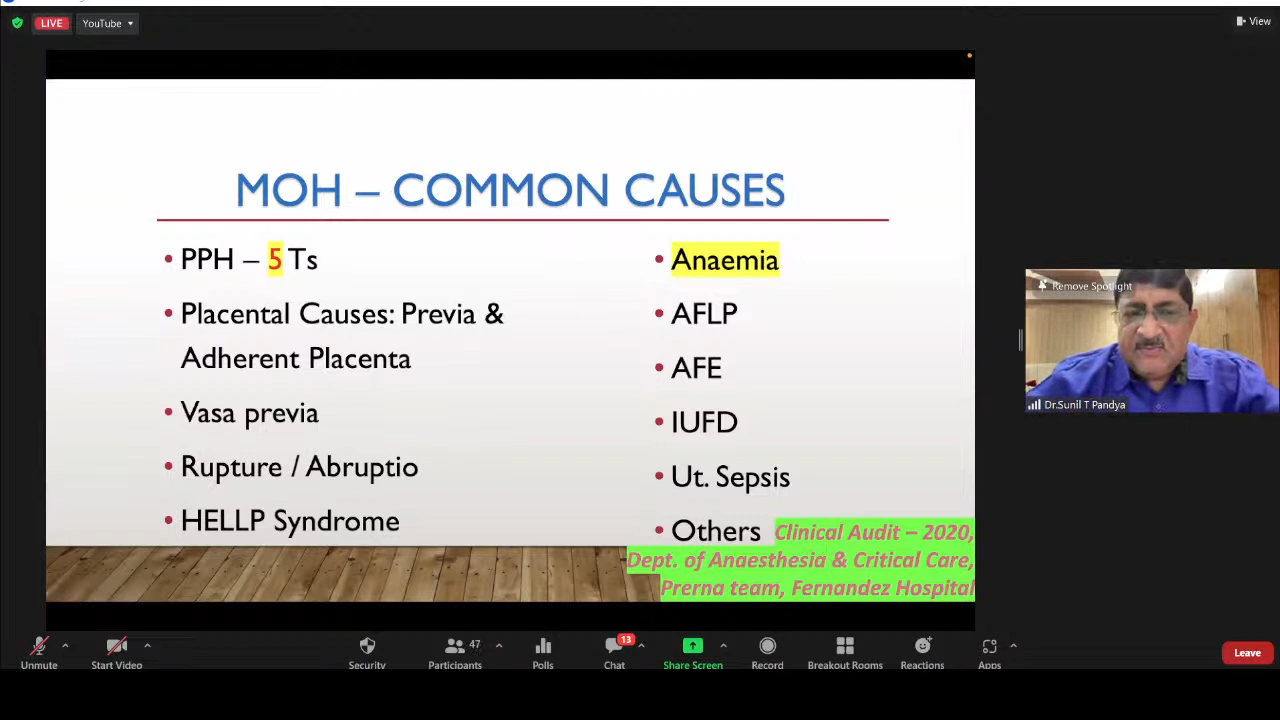 LIVE
YouTube
View
MOH – COMMON CAUSES
• PPH – 5 Ts
• Placental Causes: Previa &
Adherent Placenta
• Vasa previa
• Rupture / Abruptio
• HELLP Syndrome
• Anaemia
• AFLP
• AFE
• IUFD
• Ut. Sepsis
• Others
Clinical Audit – 2020,
Dept. of Anaesthesia & Critical Care,
Prerna team, Fernandez Hospital
Remove Spotlight
Dr.Sunil T Pandya
Unmute
Start Video
Security
47
Participants
Polls
13
Chat
Share Screen
Record
Breakout Rooms
Reactions
Apps
Leave